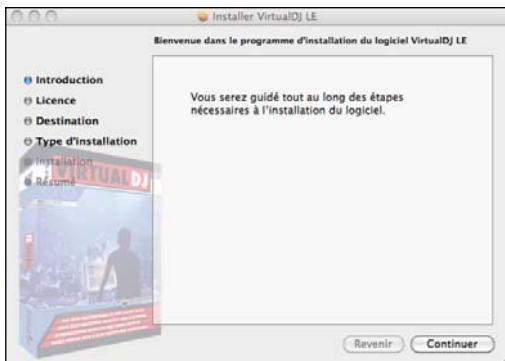 Installer VirtualDJ LE
Bienvenue dans le programme d'installation du logiciel VirtualDJ LE
Introduction
Licence
Destination
Type d'installation
Installation
Résumé
Vous serez guidé tout au long des étapes
nécessaires à l'installation du logiciel.
VIRTUAL DJ
Revenir
Continuer